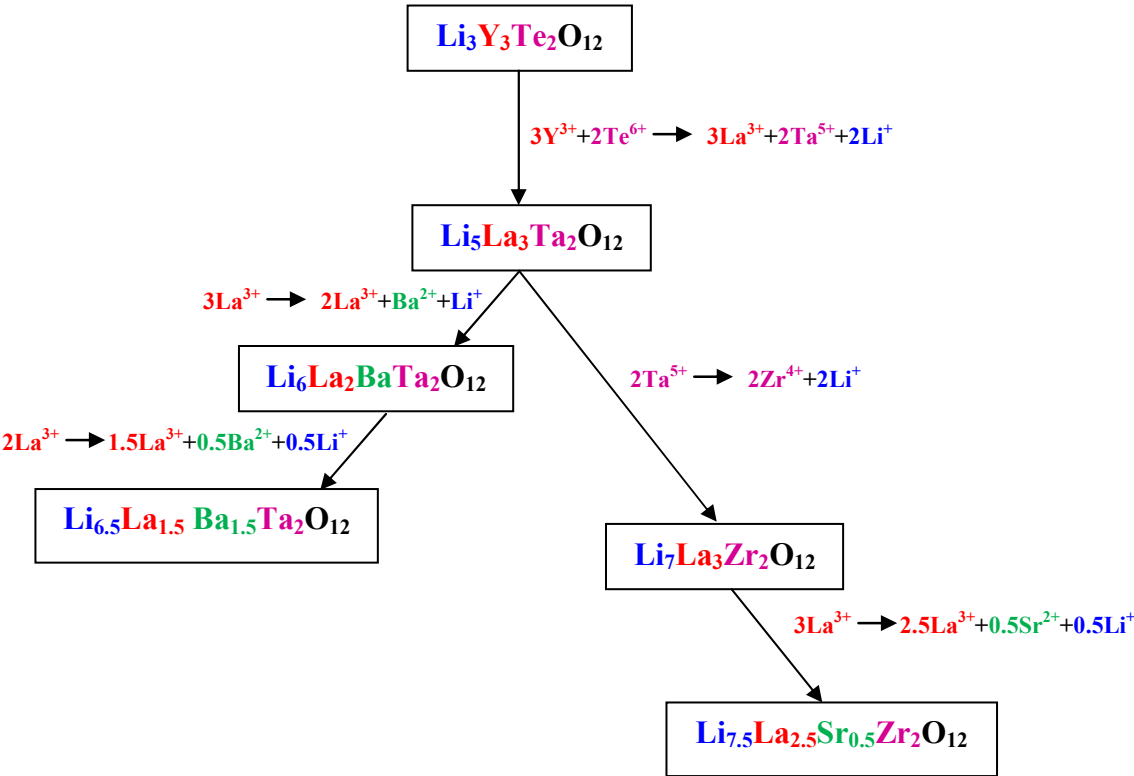 Li₃Y₃Te₂O₁₂
3Y³⁺+2Te⁶⁺ → 3La³⁺+2Ta⁵⁺+2Li⁺
Li₅La₃Ta₂O₁₂
3La³⁺ → 2La³⁺+Ba²⁺+Li⁺
Li₆La₂BaTa₂O₁₂
2Ta⁵⁺ → 2Zr⁴⁺+2Li⁺
2La³⁺ → 1.5La³⁺+0.5Ba²⁺+0.5Li⁺
Li₆.₅La₁.₅ Ba₁.₅Ta₂O₁₂
Li₇La₃Zr₂O₁₂
3La³⁺ → 2.5La³⁺+0.5Sr²⁺+0.5Li⁺
Li₇.₅La₂.₅Sr₀.₅Zr₂O₁₂